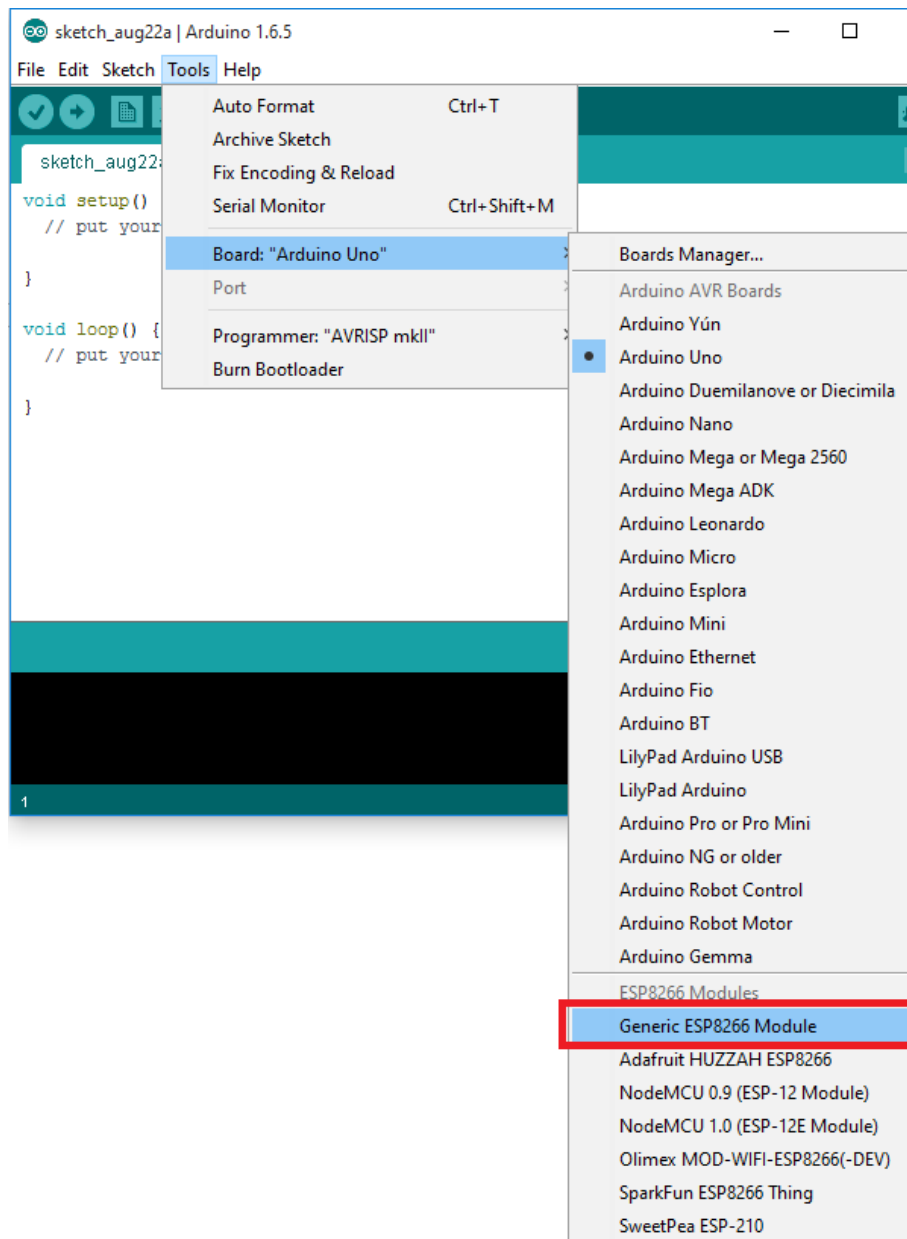 sketch_aug22a | Arduino 1.6.5
File Edit Sketch Tools Help
sketch_aug22a
void setup()
// put your
}
void loop() {
// put your
}
1
Auto Format Ctrl+T
Archive Sketch
Fix Encoding & Reload
Serial Monitor Ctrl+Shift+M
Board: "Arduino Uno"
Port
Programmer: "AVRISP mkII"
Burn Bootloader
Boards Manager...
Arduino AVR Boards
Arduino Yún
Arduino Uno
Arduino Duemilanove or Diecimila
Arduino Nano
Arduino Mega or Mega 2560
Arduino Mega ADK
Arduino Leonardo
Arduino Micro
Arduino Esplora
Arduino Mini
Arduino Ethernet
Arduino Fio
Arduino BT
LilyPad Arduino USB
LilyPad Arduino
Arduino Pro or Pro Mini
Arduino NG or older
Arduino Robot Control
Arduino Robot Motor
Arduino Gemma
ESP8266 Modules
Generic ESP8266 Module
Adafruit HUZZAH ESP8266
NodeMCU 0.9 (ESP-12 Module)
NodeMCU 1.0 (ESP-12E Module)
Olimex MOD-WIFI-ESP8266(-DEV)
SparkFun ESP8266 Thing
SweetPea ESP-210